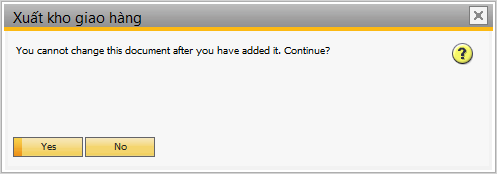 Xuất kho giao hàng
You cannot change this document after you have added it. Continue?
?
Yes No